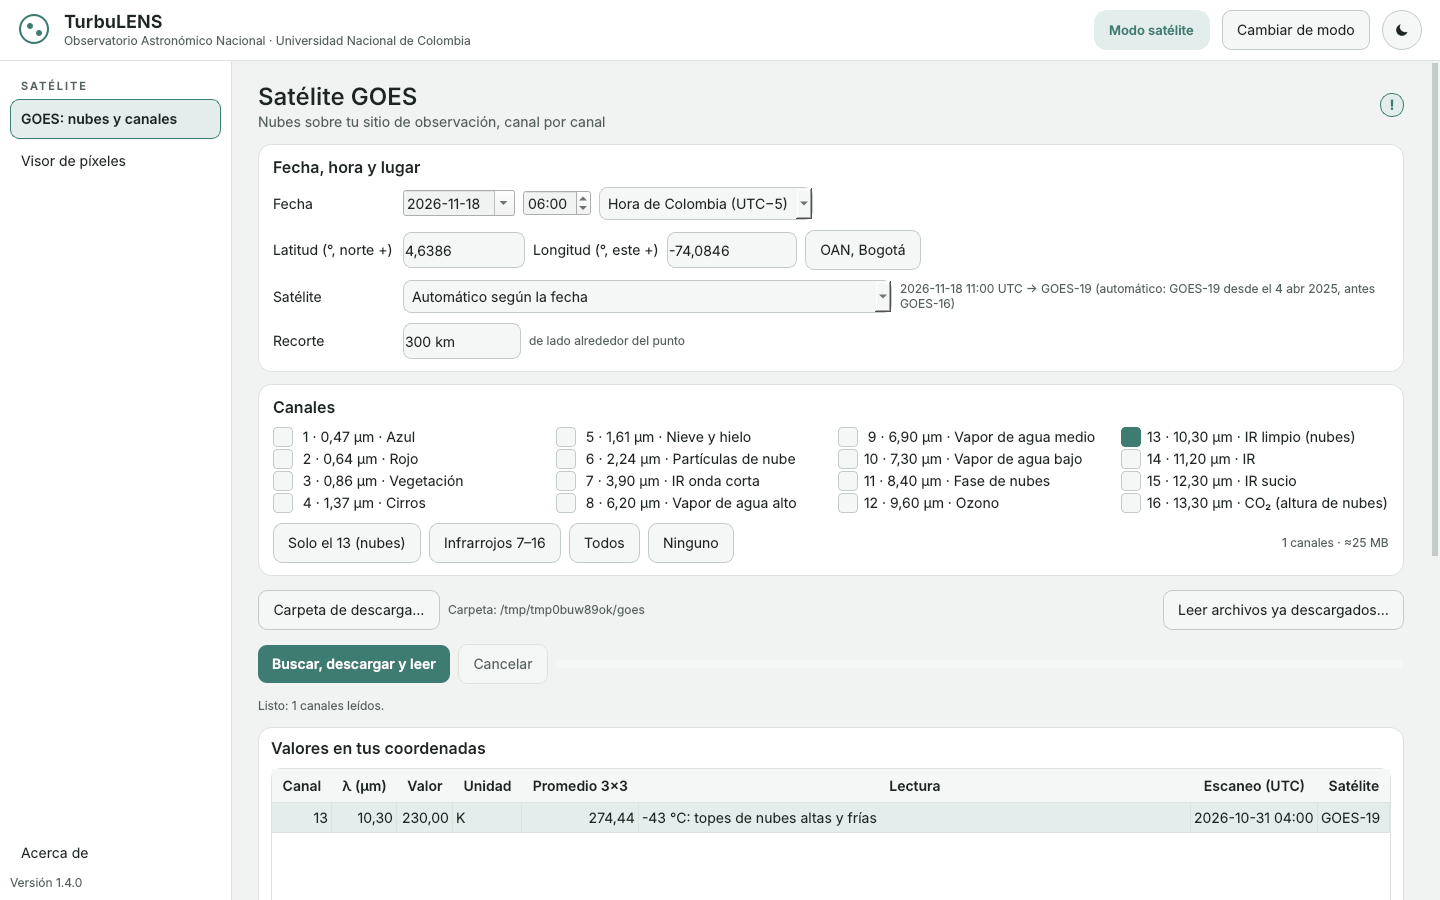 TurbuLENS
Observatorio Astronómico Nacional · Universidad Nacional de Colombia
Modo satélite
Cambiar de modo
SATÉLITE
GOES: nubes y canales
Visor de píxeles
Acerca de
Versión 1.4.0
Satélite GOES
Nubes sobre tu sitio de observación, canal por canal
!
Fecha, hora y lugar
Fecha 2026-11-18 06:00 Hora de Colombia (UTC−5)
Latitud (°, norte +) 4,6386 Longitud (°, este +) -74,0846 OAN, Bogotá
Satélite Automático según la fecha 2026-11-18 11:00 UTC → GOES-19 (automático: GOES-19 desde el 4 abr 2025, antes
GOES-16)
Recorte 300 km de lado alrededor del punto
Canales
1 · 0,47 µm · Azul 5 · 1,61 µm · Nieve y hielo 9 · 6,90 µm · Vapor de agua medio 13 · 10,30 µm · IR limpio (nubes)
2 · 0,64 µm · Rojo 6 · 2,24 µm · Partículas de nube 10 · 7,30 µm · Vapor de agua bajo 14 · 11,20 µm · IR
3 · 0,86 µm · Vegetación 7 · 3,90 µm · IR onda corta 11 · 8,40 µm · Fase de nubes 15 · 12,30 µm · IR sucio
4 · 1,37 µm · Cirros 8 · 6,20 µm · Vapor de agua alto 12 · 9,60 µm · Ozono 16 · 13,30 µm · CO₂ (altura de nubes)
Solo el 13 (nubes) Infrarrojos 7–16 Todos Ninguno 1 canales · ≈25 MB
Carpeta de descarga... Carpeta: /tmp/tmp0buw89ok/goes Leer archivos ya descargados...
Buscar, descargar y leer Cancelar
Listo: 1 canales leídos.
Valores en tus coordenadas
Canal λ (µm) Valor Unidad Promedio 3×3 Lectura Escaneo (UTC) Satélite
13 10,30 230,00 K 274,44 -43 °C: topes de nubes altas y frías 2026-10-31 04:00 GOES-19